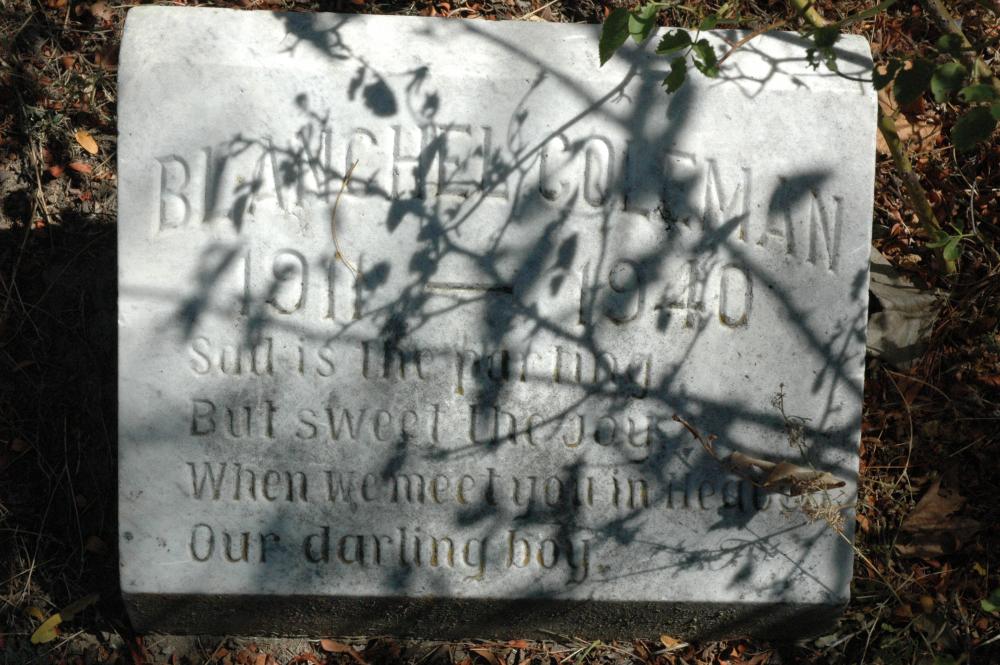 BLANCHEL COLEMAN
1911 — 1940
Sad is the parting
But sweet the Joy
When we meet you in Heaven
Our darling boy.